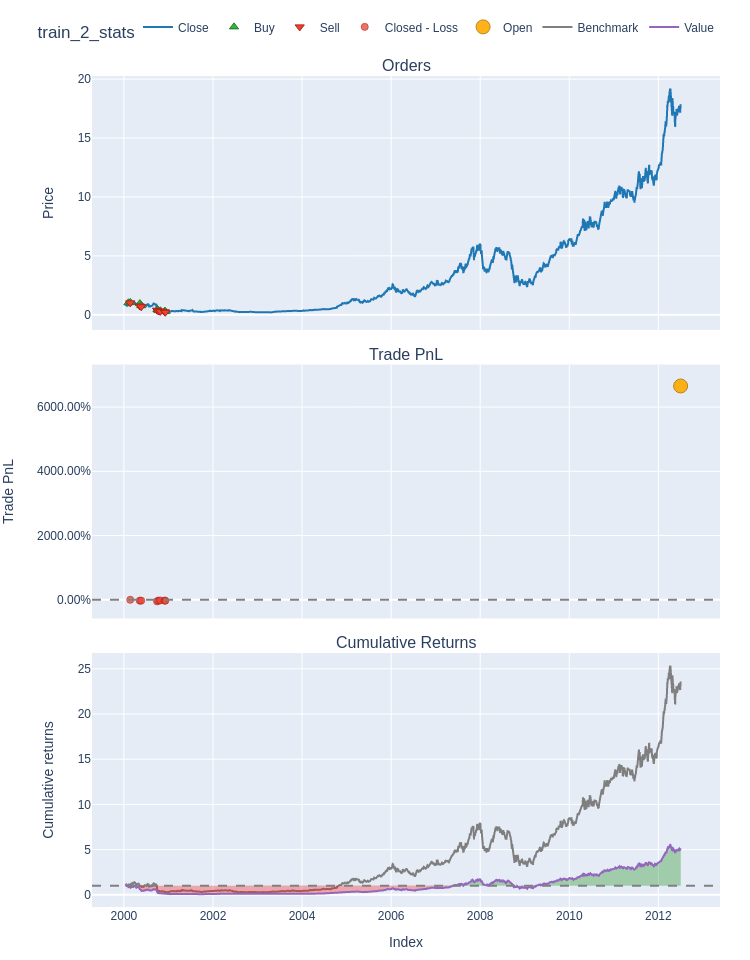 train_2_stats
Close Buy Sell Closed - Loss Open Benchmark Value
Orders
20
15
10
5
0
Price
Trade PnL
6000.00%
4000.00%
2000.00%
0.00%
Trade PnL
Cumulative Returns
25
20
15
10
5
0
Cumulative returns
2000 2002 2004 2006 2008 2010 2012
Index